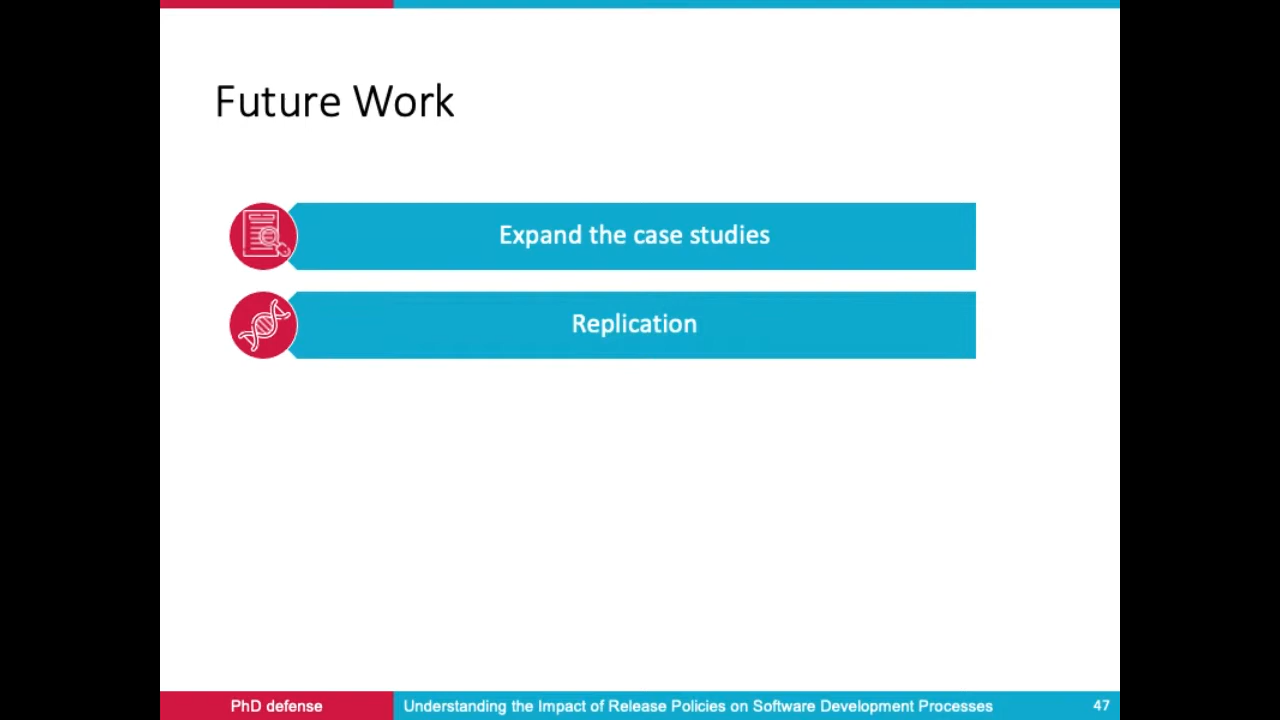 Future Work
Expand the case studies
Replication
PhD defense
Understanding the Impact of Release Policies on Software Development Processes
47